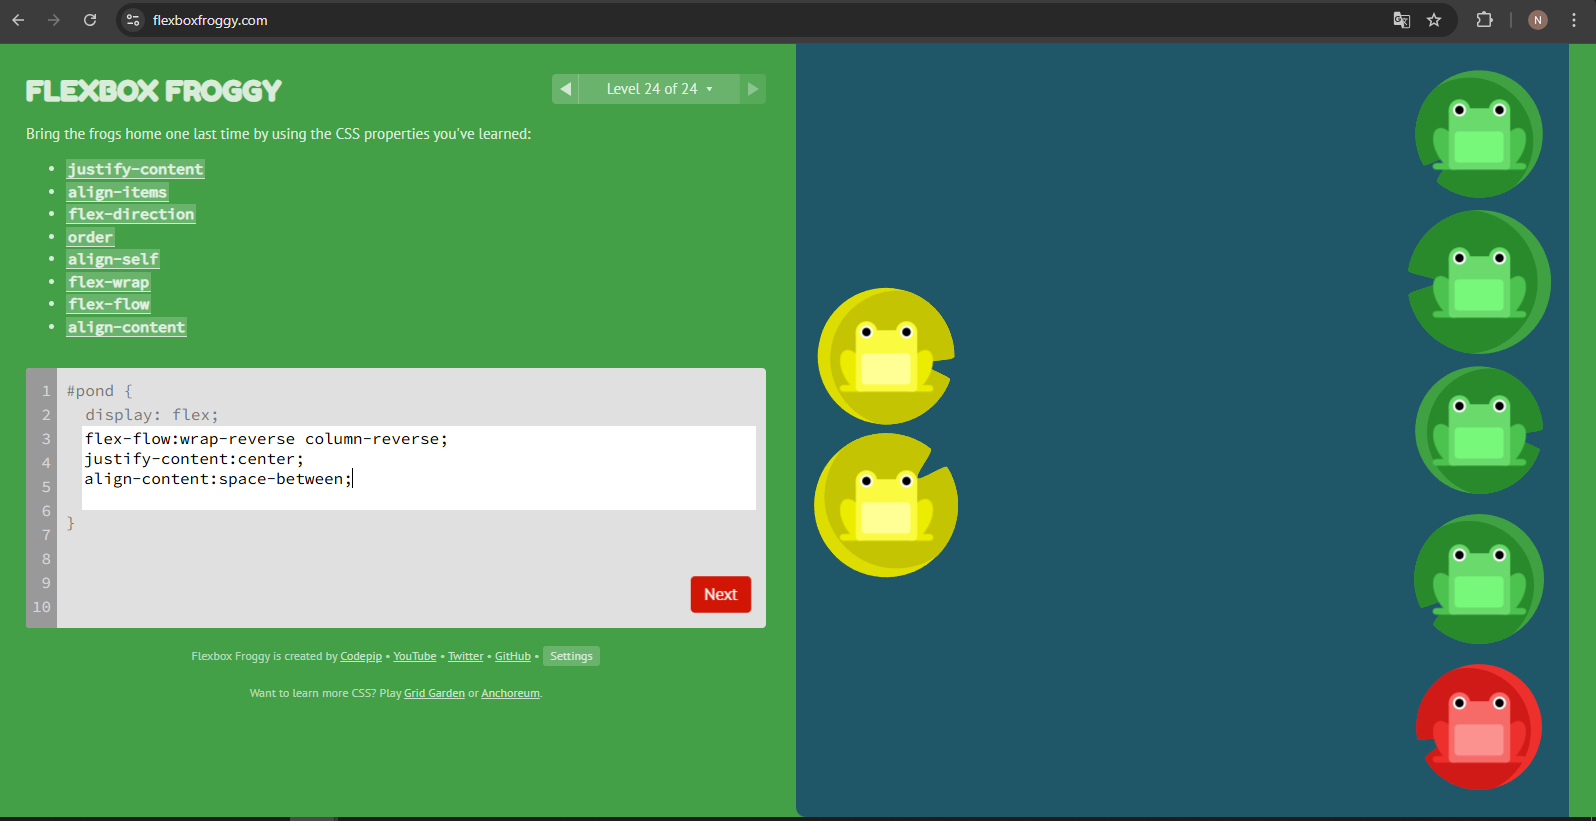 flexboxfroggy.com
N
FLEXBOX FROGGY
Level 24 of 24
Bring the frogs home one last time by using the CSS properties you've learned:
justify-content
align-items
flex-direction
order
align-self
flex-wrap
flex-flow
align-content
1 #pond {
2 display: flex;
3 flex-flow:wrap-reverse column-reverse;
4 justify-content:center;
5 align-content:space-between;
6
7 }
8
9
10
Next
Flexbox Froggy is created by Codepip • YouTube • Twitter • GitHub • Settings
Want to learn more CSS? Play Grid Garden or Anchoreum.